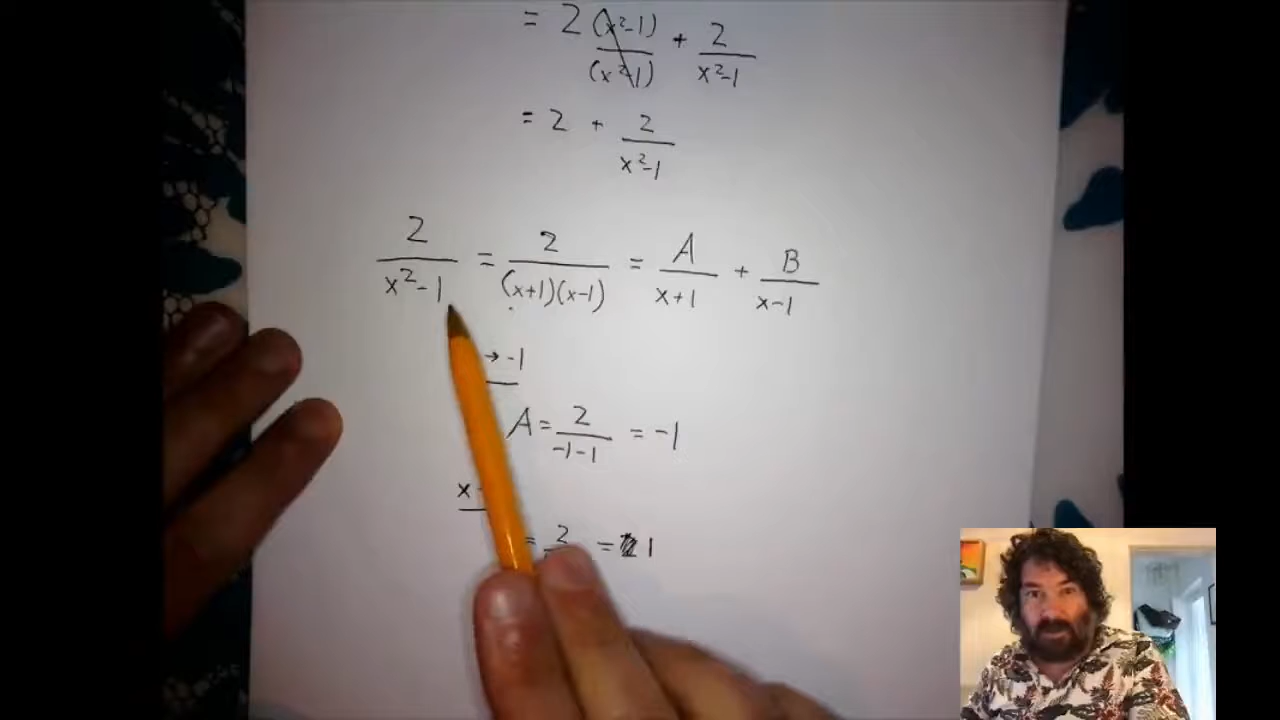 = 2 (x²-1)/(x²-1) + 2/(x²-1)
= 2 + 2/(x²-1)
2/(x²-1) = 2/((x+1)(x-1)) = A/(x+1) + B/(x-1)
→ -1
A = 2/(-1-1) = -1
x
= 2 = 1